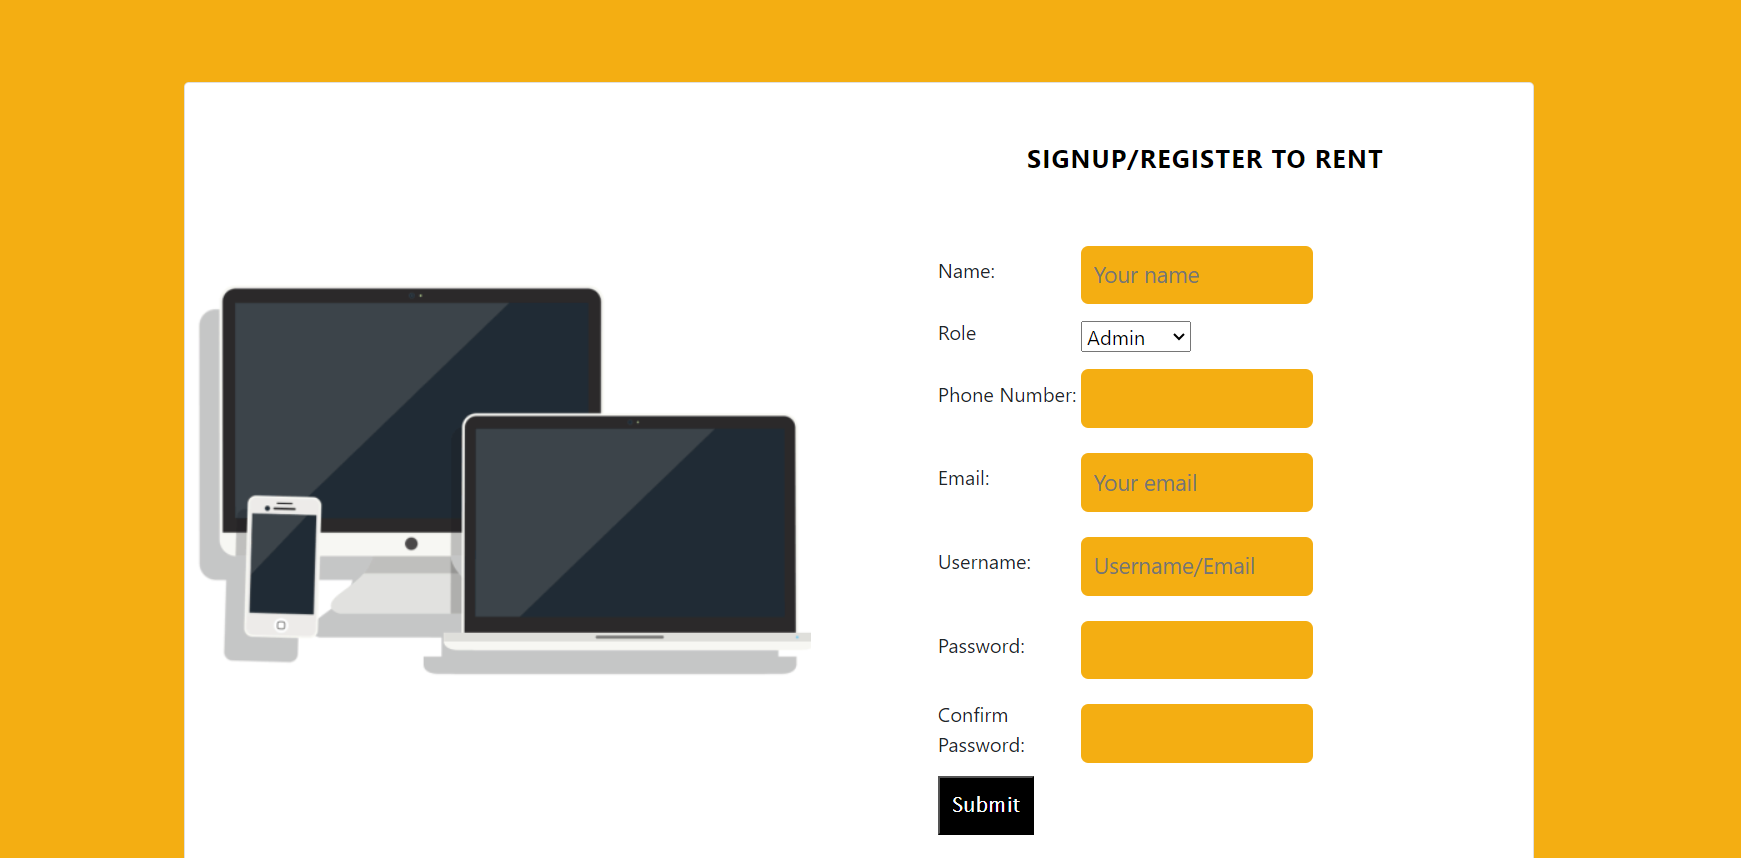 SIGNUP/REGISTER TO RENT
Name:
Your name
Role
Admin
Phone Number:
Email:
Your email
Username:
Username/Email
Password:
Confirm
Password:
Submit